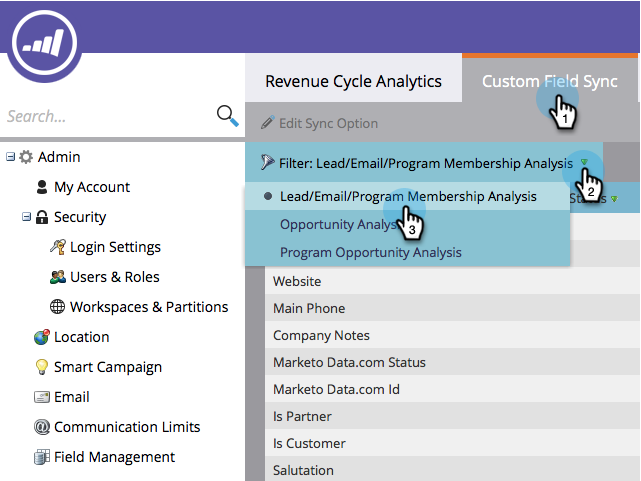 Revenue Cycle Analytics
Custom Field Sync
1
Search...
Edit Sync Option
Filter: Lead/Email/Program Membership Analysis
2
Lead/Email/Program Membership Analysis
Status
3
Opportunity Analys
Program Opportunity Analysis
Website
Main Phone
Company Notes
Marketo Data.com Status
Marketo Data.com Id
Is Partner
Is Customer
Salutation
Admin
My Account
Security
Login Settings
Users & Roles
Workspaces & Partitions
Location
Smart Campaign
Email
Communication Limits
Field Management